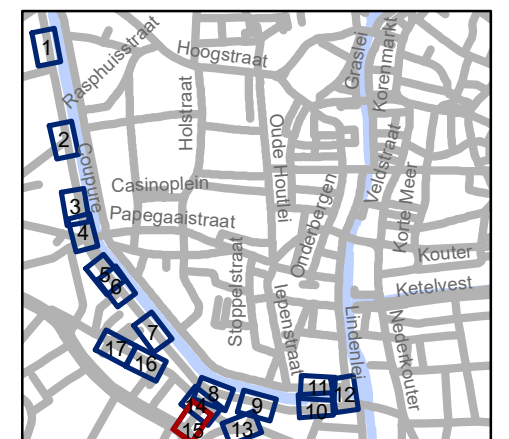 1
Rasphuisstraat
Hoogstraat
Graslei
Korenmarkt
2
Coupure
Holstraat
Oude Houtlei
Veldstraat
3
Casinoplein
Papegaaistraat
Onderbergen
Korte Meer
4
Kouter
5
6
Stoppelstraat
Iepenstraat
Ketelvest
7
Lindenlei
Nederkouter
17
16
8
9
11
10
12
15
13